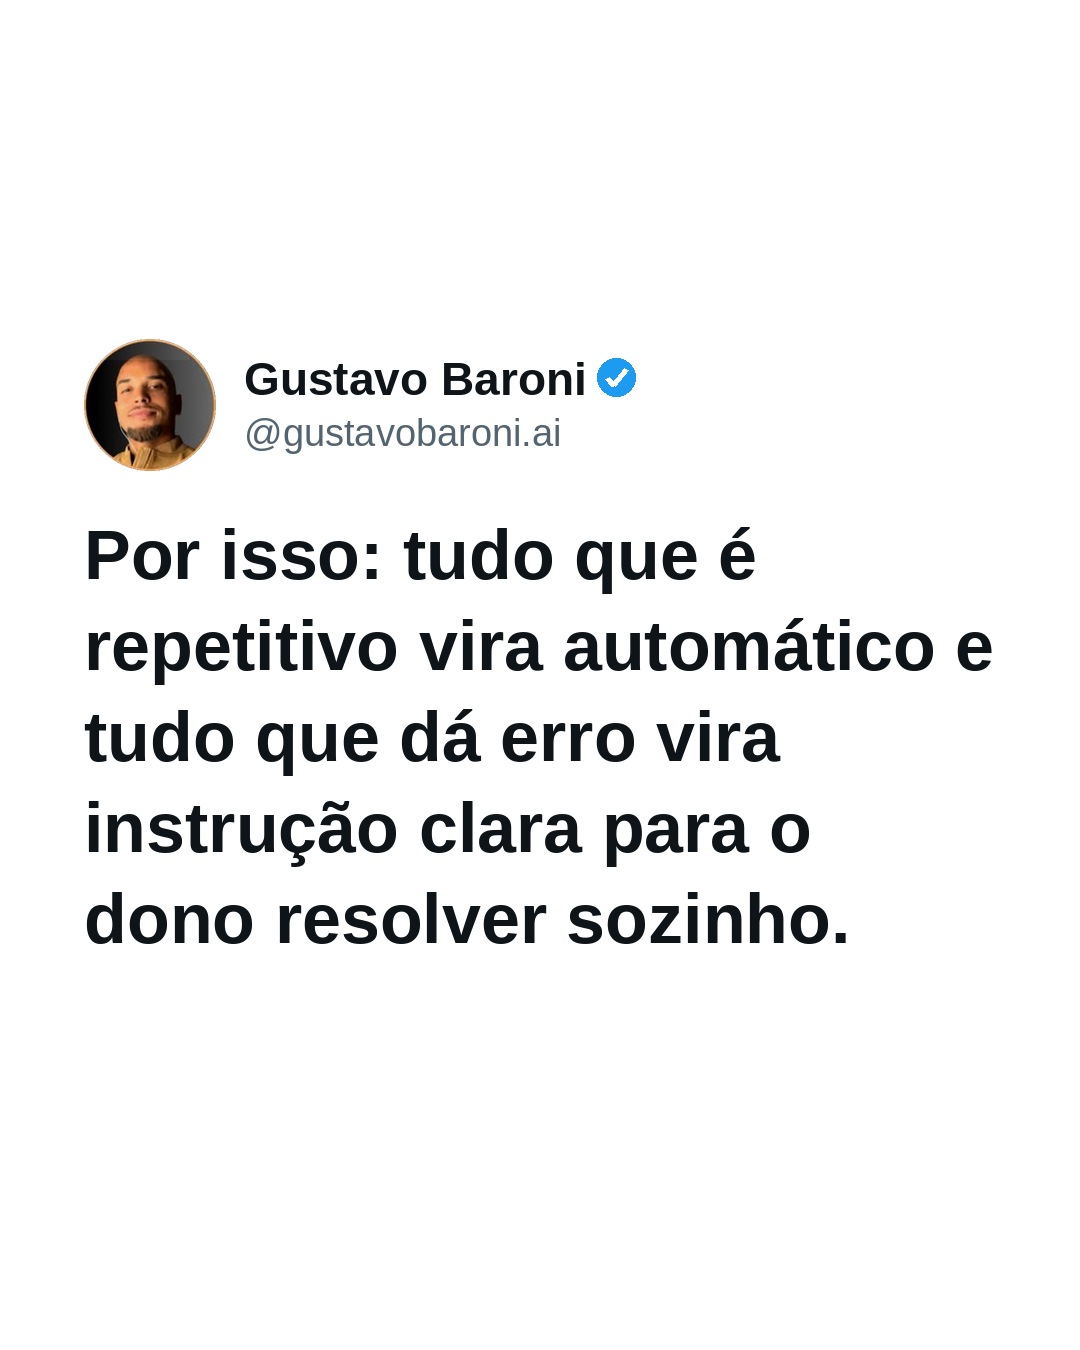 Gustavo Baroni
@gustavobaroni.ai
Por isso: tudo que é
repetitivo vira automático e
tudo que dá erro vira
instrução clara para o
dono resolver sozinho.